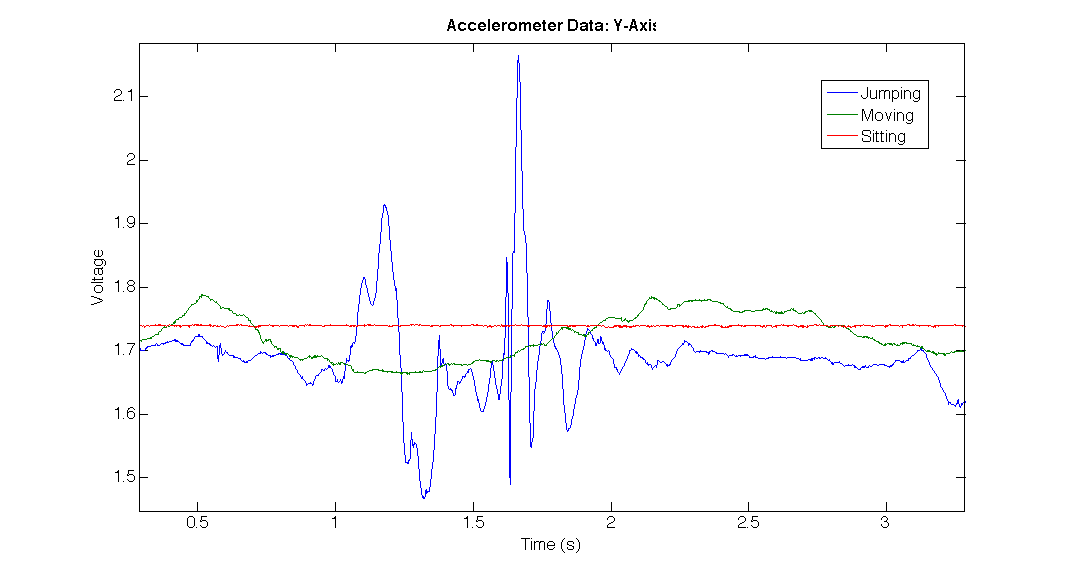 Accelerometer Data: Y-Axis
Jumping
Moving
Sitting
Voltage
2.1
2
1.9
1.8
1.7
1.6
1.5
0.5
1
1.5
2
2.5
3
Time (s)